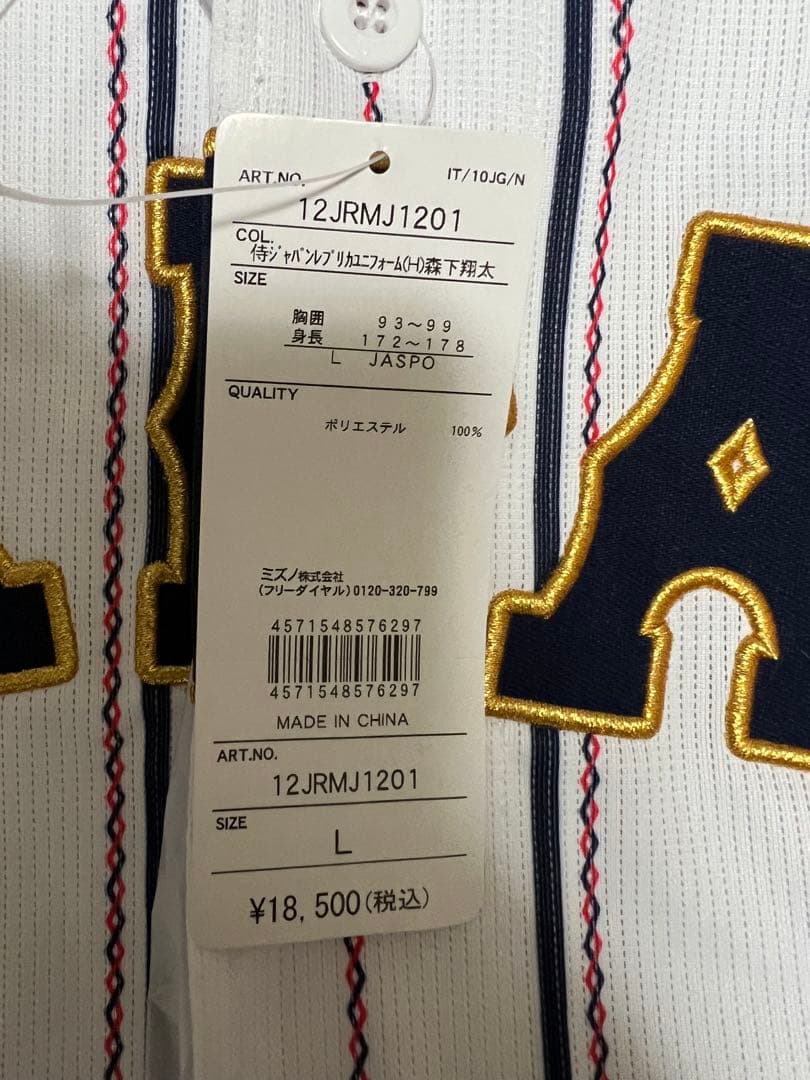 ART.NO. IT/10JG/N
12JRMJ1201
COL.
侍ｼﾞｬﾊﾟﾝﾚﾌﾟﾘｶﾕﾆﾌｫｰﾑ(H)森下翔太
SIZE
胸囲 93～99
身長 172～178
L JASPO
QUALITY
ポリエステル 100%
ミズノ株式会社
(フリーダイヤル)0120-320-799
4571548576297
4571548576297
MADE IN CHINA
ART.NO.
12JRMJ1201
SIZE
L
¥18,500(税込)
A